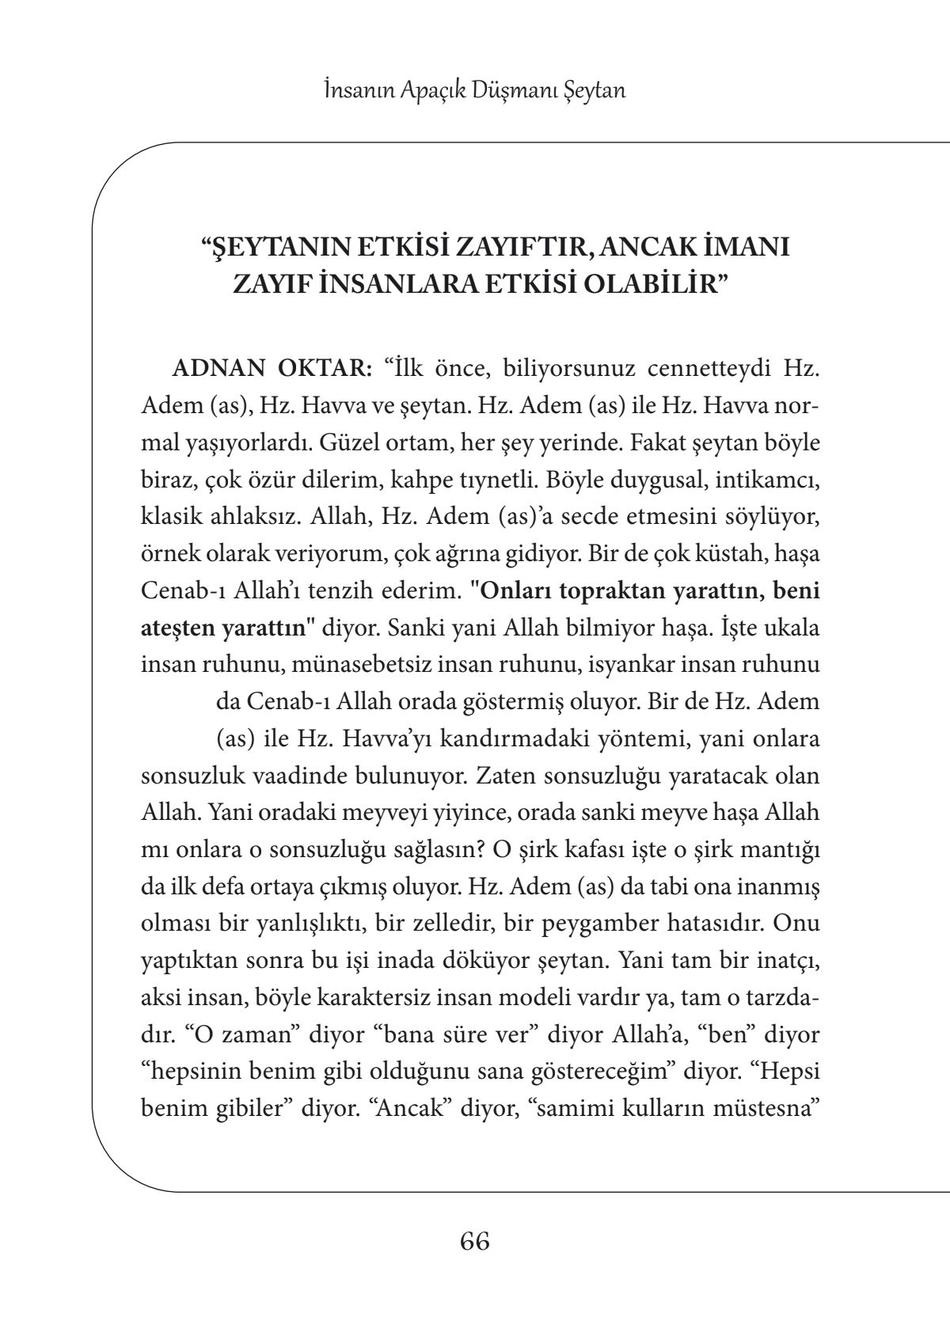 İnsanın Apaçık Düşmanı Şeytan
“ŞEYTANIN ETKİSİ ZAYIFTIR, ANCAK İMANI
ZAYIF İNSANLARA ETKİSİ OLABİLİR”
ADNAN OKTAR: “İlk önce, biliyorsunuz cennetteydi Hz.
Adem (as), Hz. Havva ve şeytan. Hz. Adem (as) ile Hz. Havva nor-
mal yaşıyorlardı. Güzel ortam, her şey yerinde. Fakat şeytan böyle
biraz, çok özür dilerim, kahpe tıynetli. Böyle duygusal, intikamcı,
klasik ahlaksız. Allah, Hz. Adem (as)’a secde etmesini söylüyor,
örnek olarak veriyorum, çok ağrına gidiyor. Bir de çok küstah, haşa
Cenab-ı Allah’ı tenzih ederim. "Onları topraktan yarattın, beni
ateşten yarattın" diyor. Sanki yani Allah bilmiyor haşa. İşte ukala
insan ruhunu, münasebetsiz insan ruhunu, isyankar insan ruhunu
da Cenab-ı Allah orada göstermiş oluyor. Bir de Hz. Adem
(as) ile Hz. Havva’yı kandırmadaki yöntemi, yani onlara
sonsuzluk vaadinde bulunuyor. Zaten sonsuzluğu yaratacak olan
Allah. Yani oradaki meyveyi yiyince, orada sanki meyve haşa Allah
mı onlara o sonsuzluğu sağlasın? O şirk kafası işte o şirk mantığı
da ilk defa ortaya çıkmış oluyor. Hz. Adem (as) da tabi ona inanmış
olması bir yanlışlıktı, bir zelledir, bir peygamber hatasıdır. Onu
yaptıktan sonra bu işi inada döküyor şeytan. Yani tam bir inatçı,
aksi insan, böyle karaktersiz insan modeli vardır ya, tam o tarzda-
dır. “O zaman” diyor “bana süre ver” diyor Allah’a, “ben” diyor
“hepsinin benim gibi olduğunu sana göstereceğim” diyor. “Hepsi
benim gibiler” diyor. “Ancak” diyor, “samimi kulların müstesna”
66